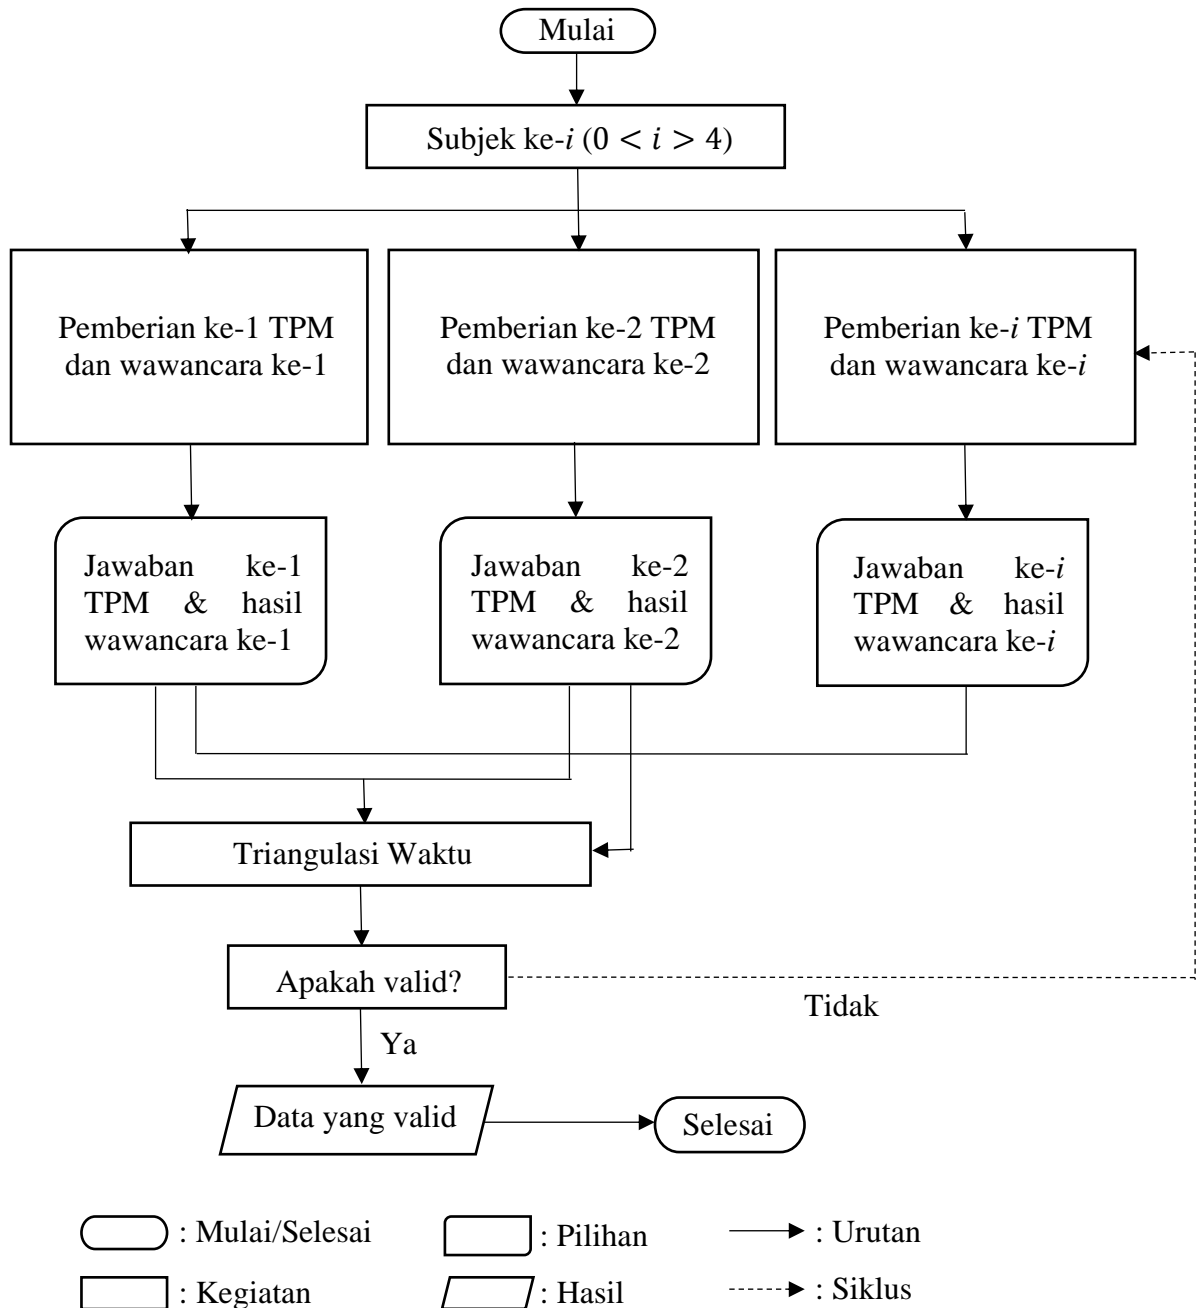 Mulai
Subjek ke-i (0 < i > 4)
Pemberian ke-1 TPM
dan wawancara ke-1
Pemberian ke-2 TPM
dan wawancara ke-2
Pemberian ke-i TPM
dan wawancara ke-i
Jawaban ke-1
TPM & hasil
wawancara ke-1
Jawaban ke-2
TPM & hasil
wawancara ke-2
Jawaban ke-i
TPM & hasil
wawancara ke-i
Triangulasi Waktu
Apakah valid?
Tidak
Ya
Data yang valid
Selesai
: Mulai/Selesai
: Pilihan
: Urutan
: Kegiatan
: Hasil
: Siklus